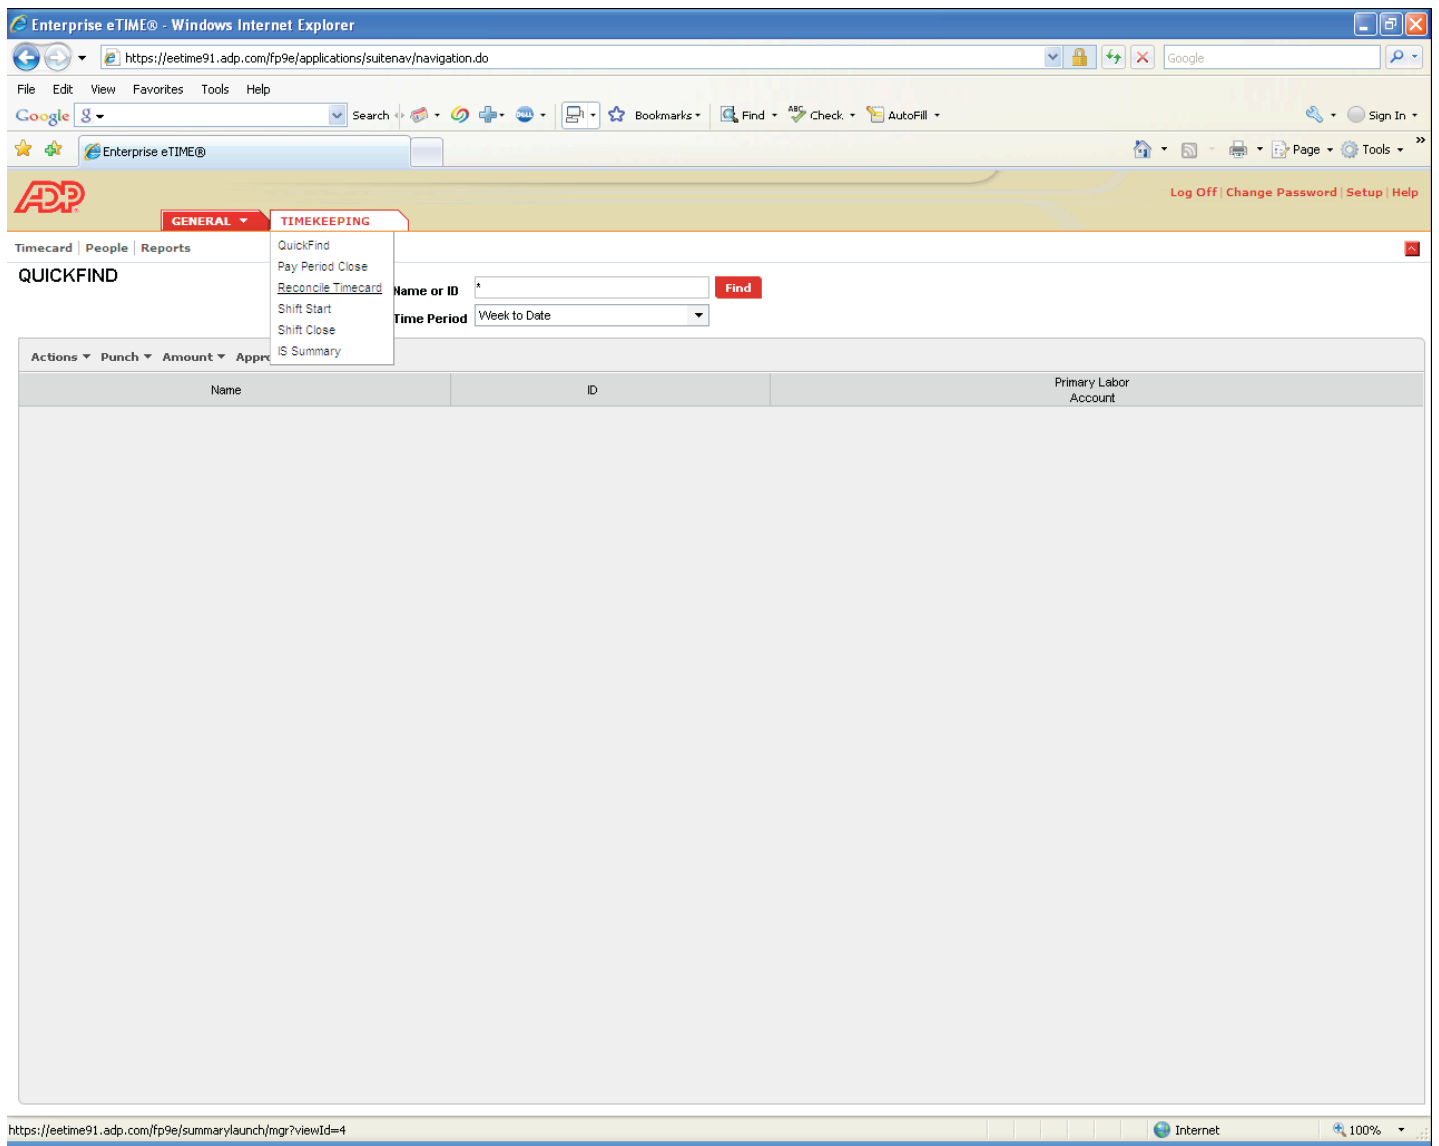 Enterprise eTIME® - Windows Internet Explorer
https://eetime91.adp.com/fp9e/applications/suitenav/navigation.do
Google
File Edit View Favorites Tools Help
Google Search Bookmarks Find Check AutoFill Sign In
Enterprise eTIME® Page Tools
ADP
Log Off | Change Password | Setup | Help
GENERAL TIMEKEEPING
Timecard | People | Reports
QuickFind
Pay Period Close
Reconcile Timecard
Shift Start
Shift Close
IS Summary
QUICKFIND
Name or ID * Find
Time Period Week to Date
Actions Punch Amount Appro
Name ID Primary Labor
Account
https://eetime91.adp.com/fp9e/summarylaunch/mgr?viewId=4 Internet 100%